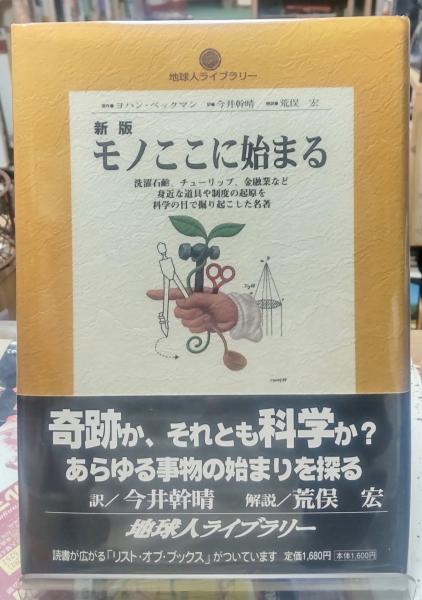 地球人ライブラリー
著作●ヨハン・ベックマン 訳●今井幹晴 解説●荒俣 宏
新版
モノここに始まる
洗濯石鹸、チューリップ、金融業など
身近な道具や制度の起原を
科学の目で掘り起こした名著
奇跡か、それとも科学か?
あらゆる事物の始まりを探る
訳/今井幹晴 解説/荒俣 宏
地球人ライブラリー
読書が広がる「リスト・オブ・ブックス」がついています 定価1,680円 本体1,600円